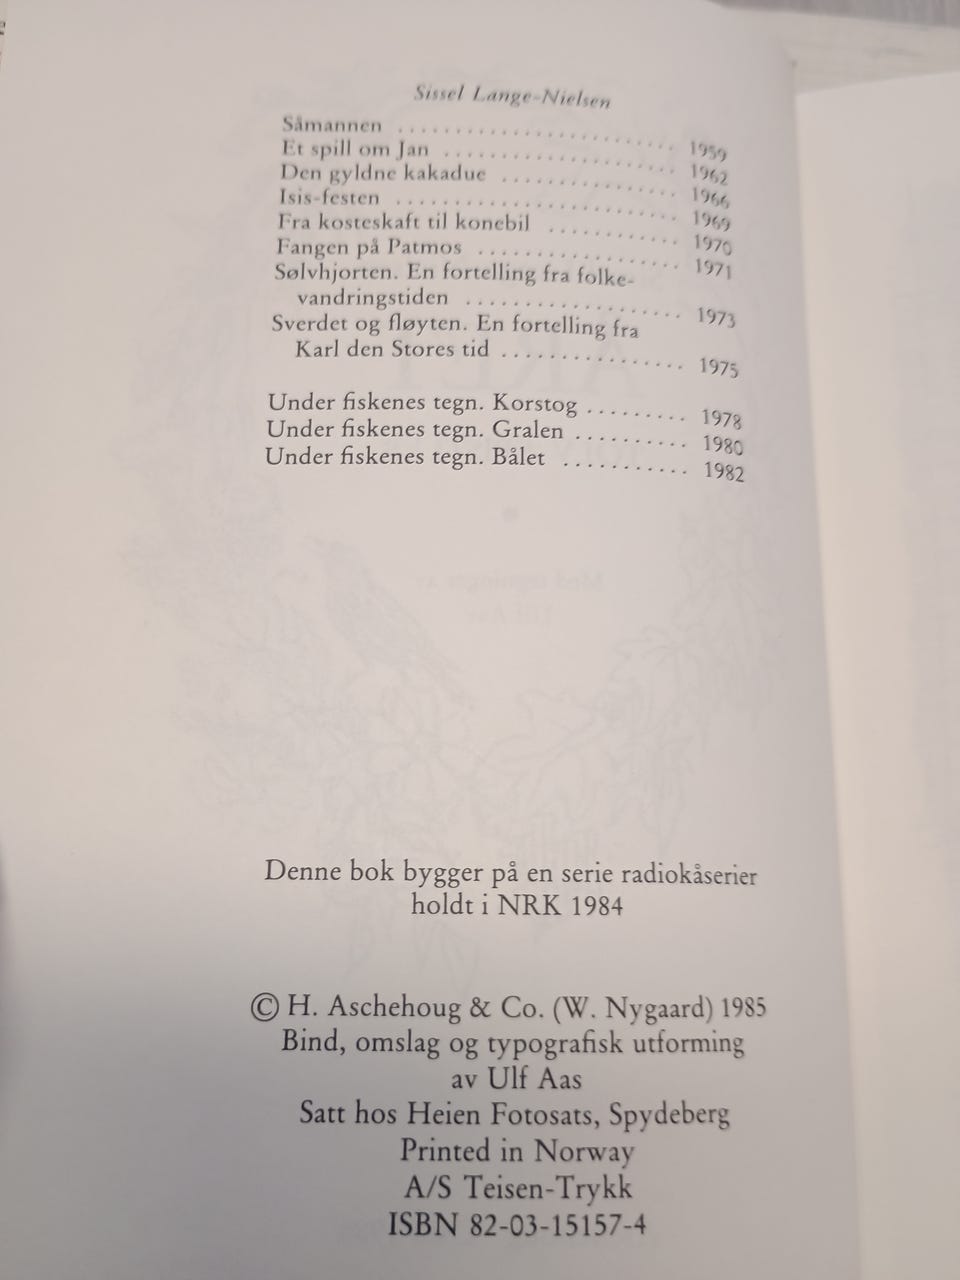 Sissel Lange-Nielsen
Såmannen ........................ 1959
Et spill om Jan .................... 1962
Den gyldne kakadue ............... 1966
Isis-festen ........................ 1969
Fra kosteskaft til konebil ........... 1970
Fangen på Patmos ................. 1971
Sølvhjorten. En fortelling fra folke-
vandringstiden .................. 1973
Sverdet og fløyten. En fortelling fra
Karl den Stores tid ............... 1975
Under fiskenes tegn. Korstog ......... 1978
Under fiskenes tegn. Gralen .......... 1980
Under fiskenes tegn. Bålet ........... 1982
Denne bok bygger på en serie radiokåserier
holdt i NRK 1984
© H. Aschehoug & Co. (W. Nygaard) 1985
Bind, omslag og typografisk utforming
av Ulf Aas
Satt hos Heien Fotosats, Spydeberg
Printed in Norway
A/S Teisen-Trykk
ISBN 82-03-15157-4